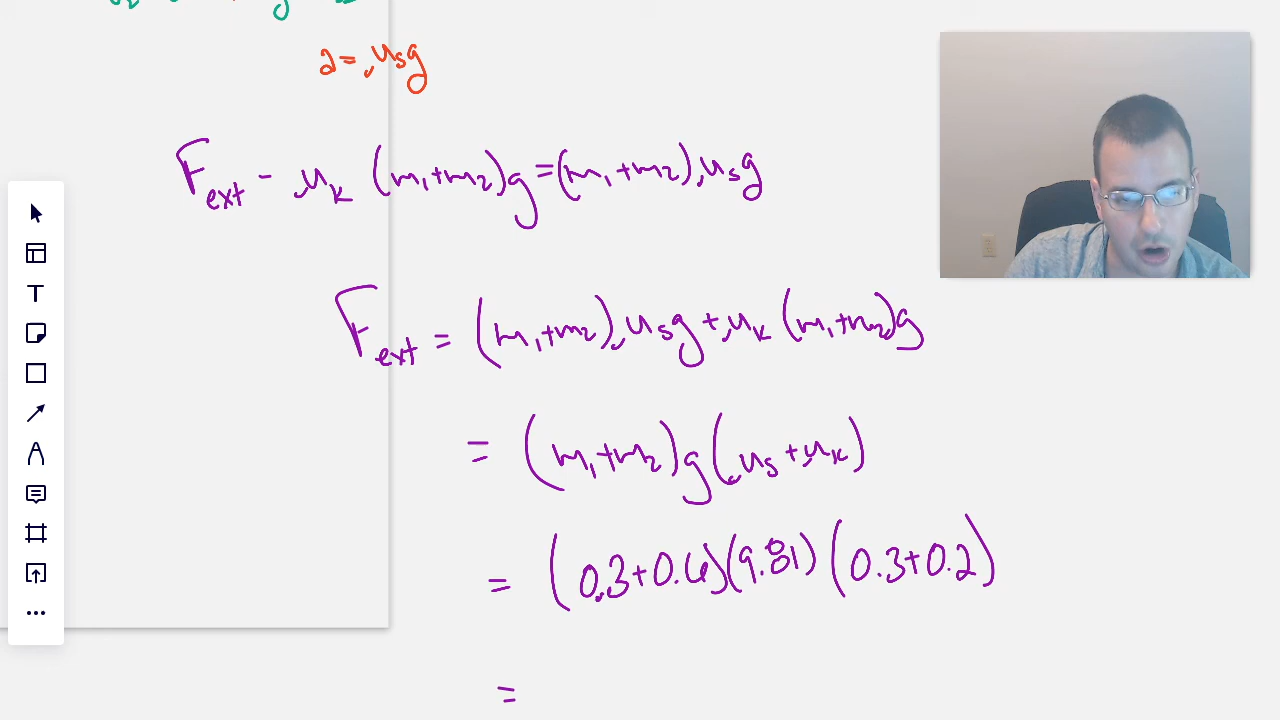 a = μsg
Fext - μk (m1+m2)g = (m1+m2)μsg
Fext = (m1+m2)μsg + μk (m1+m2)g
= (m1+m2)g(μs + μk)
= (0.3+0.6)(9.81)(0.3+0.2)
=
T